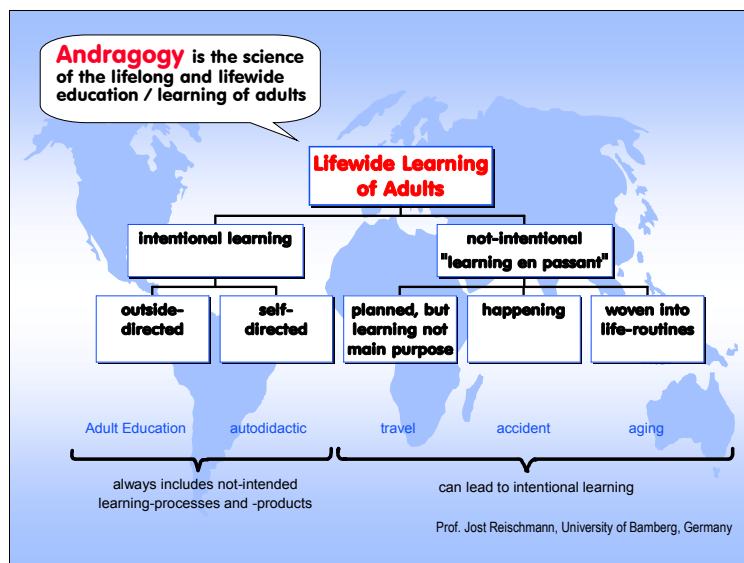 Andragogy is the science
of the lifelong and lifewide
education / learning of adults
Lifewide Learning
of Adults
intentional learning
not-intentional
"learning en passant"
outside-
directed
self-
directed
planned, but
learning not
main purpose
happening
woven into
life-routines
Adult Education
autodidactic
travel
accident
aging
always includes not-intended
learning-processes and -products
can lead to intentional learning
Prof. Jost Reischmann, University of Bamberg, Germany